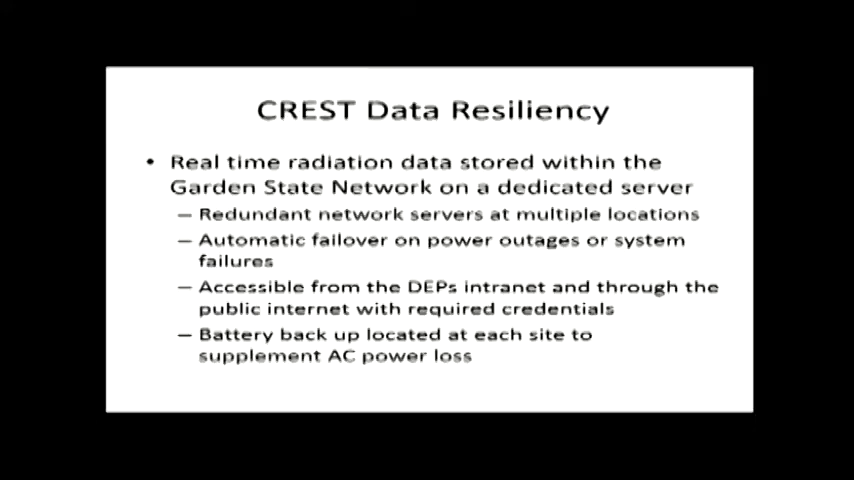 CREST Data Resiliency
• Real time radiation data stored within the
Garden State Network on a dedicated server
– Redundant network servers at multiple locations
– Automatic failover on power outages or system
failures
– Accessible from the DEPs intranet and through the
public internet with required credentials
– Battery back up located at each site to
supplement AC power loss